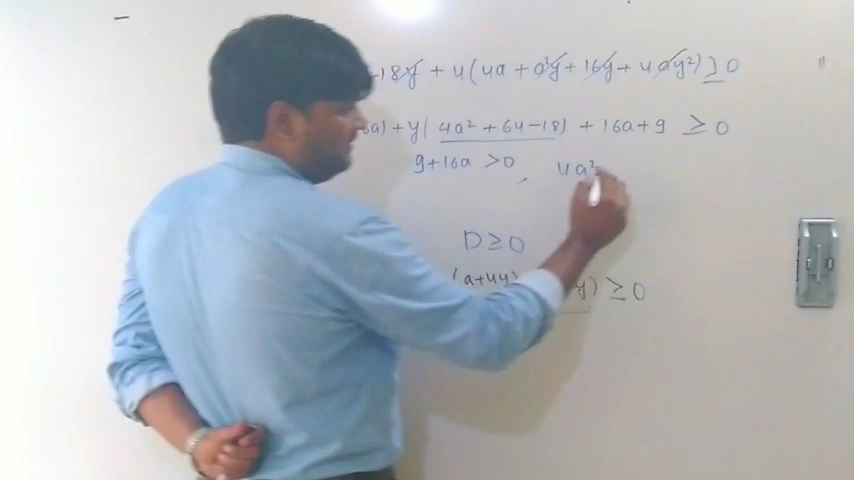 18y + 4(4a + a²y + 16y + 4ay²) ≥ 0
6a) + y(4a² + 64 - 18) + 16a + 9 ≥ 0
9 + 16a > 0 , 4a²
D ≥ 0
(a + 4y) y) ≥ 0